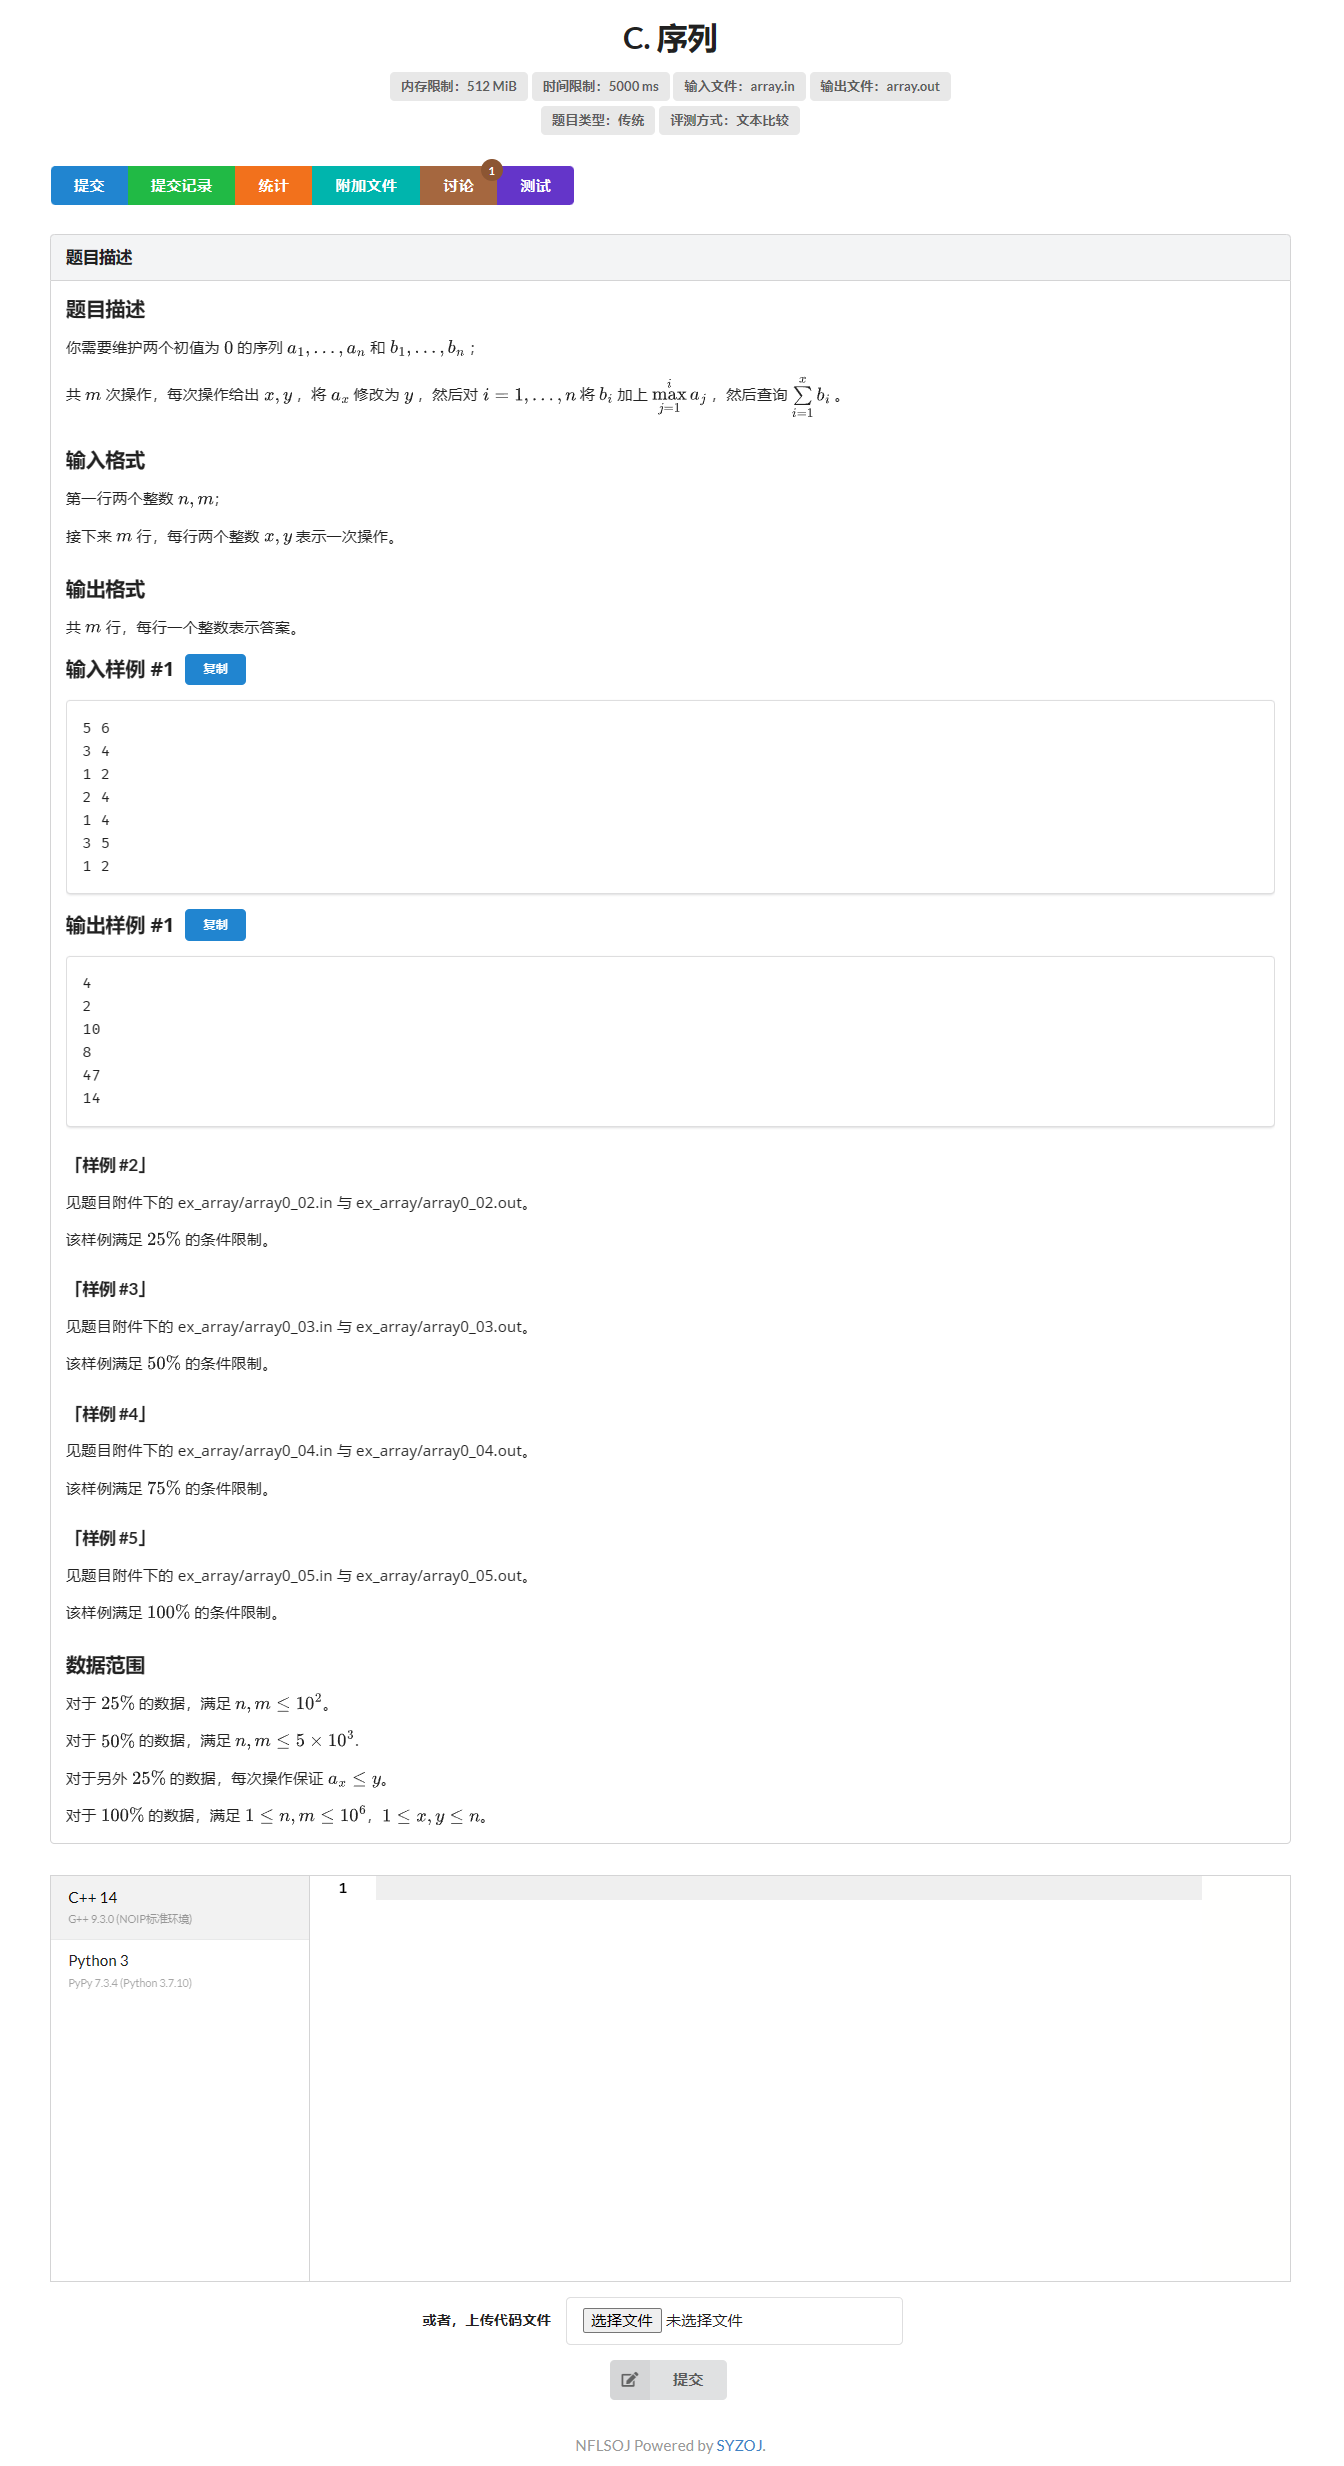 C. 序列
内存限制：512 MiB 时间限制：5000 ms 输入文件：array.in 输出文件：array.out
题目类型：传统 评测方式：文本比较
提交 提交记录 统计 附加文件 讨论 1 测试
题目描述
题目描述
你需要维护两个初值为 0 的序列 $a_1, \ldots, a_n$ 和 $b_1, \ldots, b_n$ ；
共 $m$ 次操作，每次操作给出 $x, y$ ，将 $a_x$ 修改为 $y$ ，然后对 $i = 1, \ldots, n$ 将 $b_i$ 加上 $\max_{j=1}^{i} a_j$ ，然后查询 $\sum_{i=1}^{x} b_i$ 。
输入格式
第一行两个整数 $n, m$；
接下来 $m$ 行，每行两个整数 $x, y$ 表示一次操作。
输出格式
共 $m$ 行，每行一个整数表示答案。
输入样例 #1 复制
5 6
3 4
1 2
2 4
1 4
3 5
1 2
输出样例 #1 复制
4
2
10
8
47
14
「样例 #2」
见题目附件下的 ex_array/array0_02.in 与 ex_array/array0_02.out。
该样例满足 25% 的条件限制。
「样例 #3」
见题目附件下的 ex_array/array0_03.in 与 ex_array/array0_03.out。
该样例满足 50% 的条件限制。
「样例 #4」
见题目附件下的 ex_array/array0_04.in 与 ex_array/array0_04.out。
该样例满足 75% 的条件限制。
「样例 #5」
见题目附件下的 ex_array/array0_05.in 与 ex_array/array0_05.out。
该样例满足 100% 的条件限制。
数据范围
对于 25% 的数据，满足 $n, m \leq 10^2$。
对于 50% 的数据，满足 $n, m \leq 5 \times 10^3$.
对于另外 25% 的数据，每次操作保证 $a_x \leq y$。
对于 100% 的数据，满足 $1 \leq n, m \leq 10^6$，$1 \leq x, y \leq n$。
C++ 14
G++ 9.3.0 (NOIP标准环境)
1
Python 3
PyPy 7.3.4 (Python 3.7.10)
或者，上传代码文件 选择文件 未选择文件
提交
NFLSOJ Powered by SYZOJ.